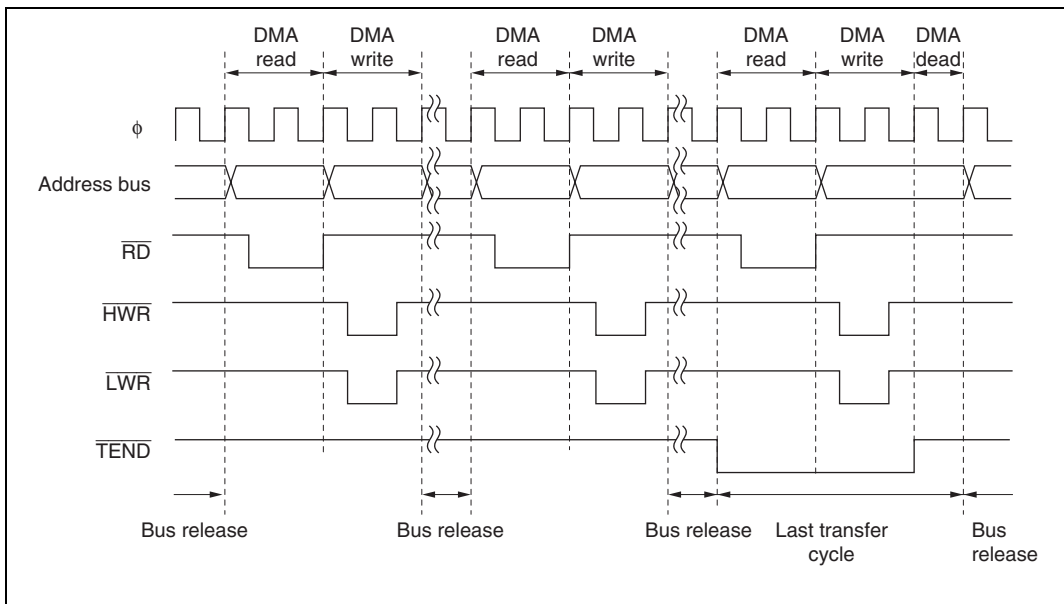 DMA read DMA write DMA read DMA write DMA read DMA write DMA dead
φ
Address bus
RD
HWR
LWR
TEND
Bus release Bus release Bus release Last transfer cycle Bus release